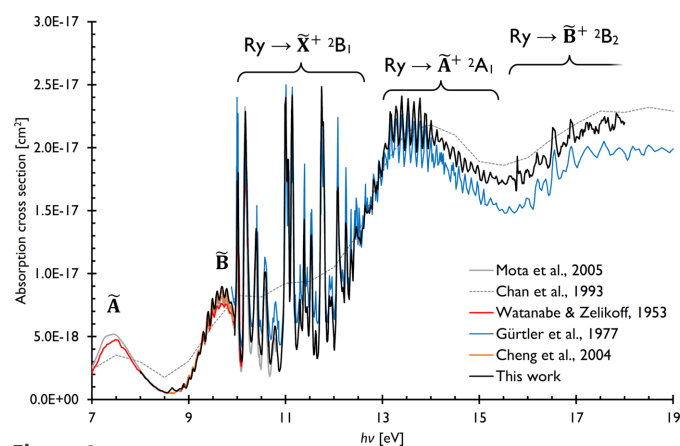 3.0E-17
2.5E-17
2.0E-17
1.5E-17
1.0E-17
5.0E-18
0.0E+00
Absorption cross section [cm²]
Ry → X̃⁺ ²B₁
Ry → Ã⁺ ²A₁
Ry → B̃⁺ ²B₂
Ã
B̃
Mota et al., 2005
Chan et al., 1993
Watanabe & Zelikoff, 1953
Gürtler et al., 1977
Cheng et al., 2004
This work
7 9 11 13 15 17 19
hν [eV]